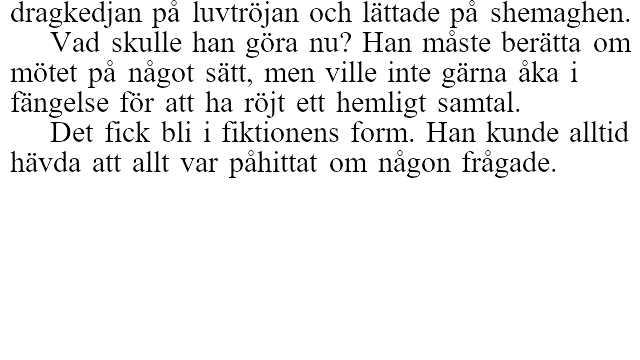 dragkedjan på luvtröjan och lättade på shemaghen.
Vad skulle han göra nu? Han måste berätta om
mötet på något sätt, men ville inte gärna åka i
fängelse för att ha röjt ett hemligt samtal.
Det fick bli i fiktionens form. Han kunde alltid
hävda att allt var påhittat om någon frågade.